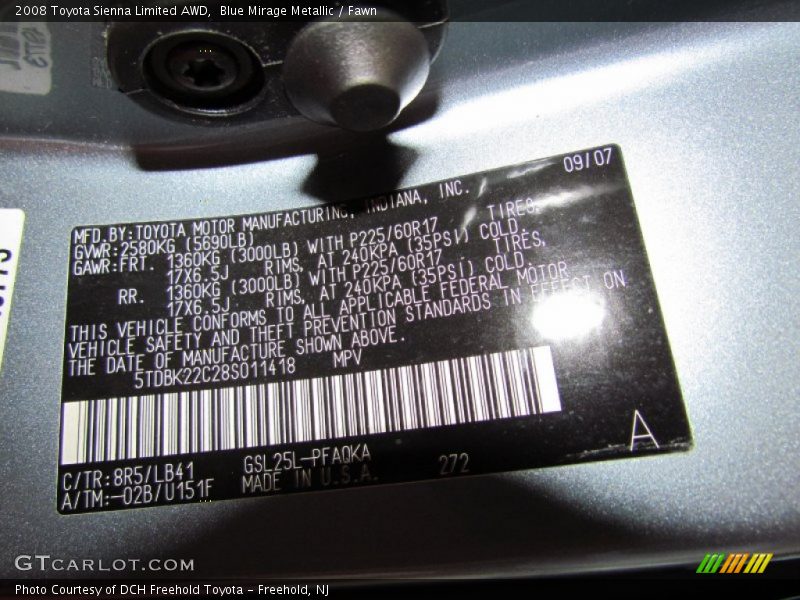 2008 Toyota Sienna Limited AWD,  Blue Mirage Metallic / Fawn
09/07
MFD.BY:TOYOTA MOTOR MANUFACTURING, INDIANA, INC.
GVWR:2580KG (5690LB)
GAWR:FRT. 1360KG (3000LB) WITH P225/60R17 TIRES,
17X6.5J RIMS, AT 240KPA (35PSI) COLD.
RR. 1360KG (3000LB) WITH P225/60R17 TIRES,
17X6.5J RIMS, AT 240KPA (35PSI) COLD.
THIS VEHICLE CONFORMS TO ALL APPLICABLE FEDERAL MOTOR
VEHICLE SAFETY AND THEFT PREVENTION STANDARDS IN EFFECT ON
THE DATE OF MANUFACTURE SHOWN ABOVE.
5TDBK22C28S011418 MPV
A
C/TR:8R5/LB41 GSL25L-PFAQKA
A/TM:-02B/U151F MADE IN U.S.A. 272
GTcarlot.com
Photo Courtesy of DCH Freehold Toyota - Freehold, NJ